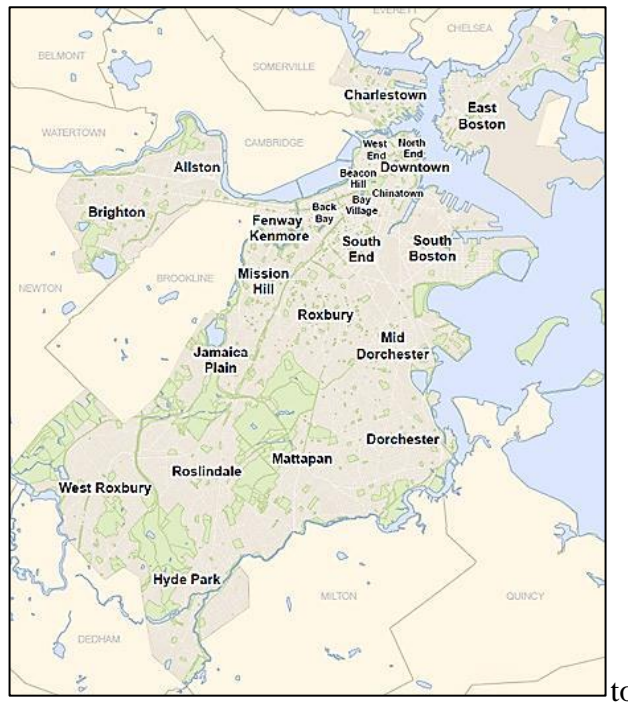 EVERETT
CHELSEA
BELMONT
SOMERVILLE
Charlestown
East
Boston
WATERTOWN
CAMBRIDGE
West
End
North
End
Allston
Downtown
Beacon
Hill
Chinatown
Bay
Village
Back
Bay
Brighton
Fenway
Kenmore
South
End
South
Boston
Mission
Hill
BROOKLINE
NEWTON
Roxbury
Mid
Dorchester
Jamaica
Plain
Dorchester
Mattapan
Roslindale
West Roxbury
Hyde Park
MILTON
QUINCY
DEDHAM
to